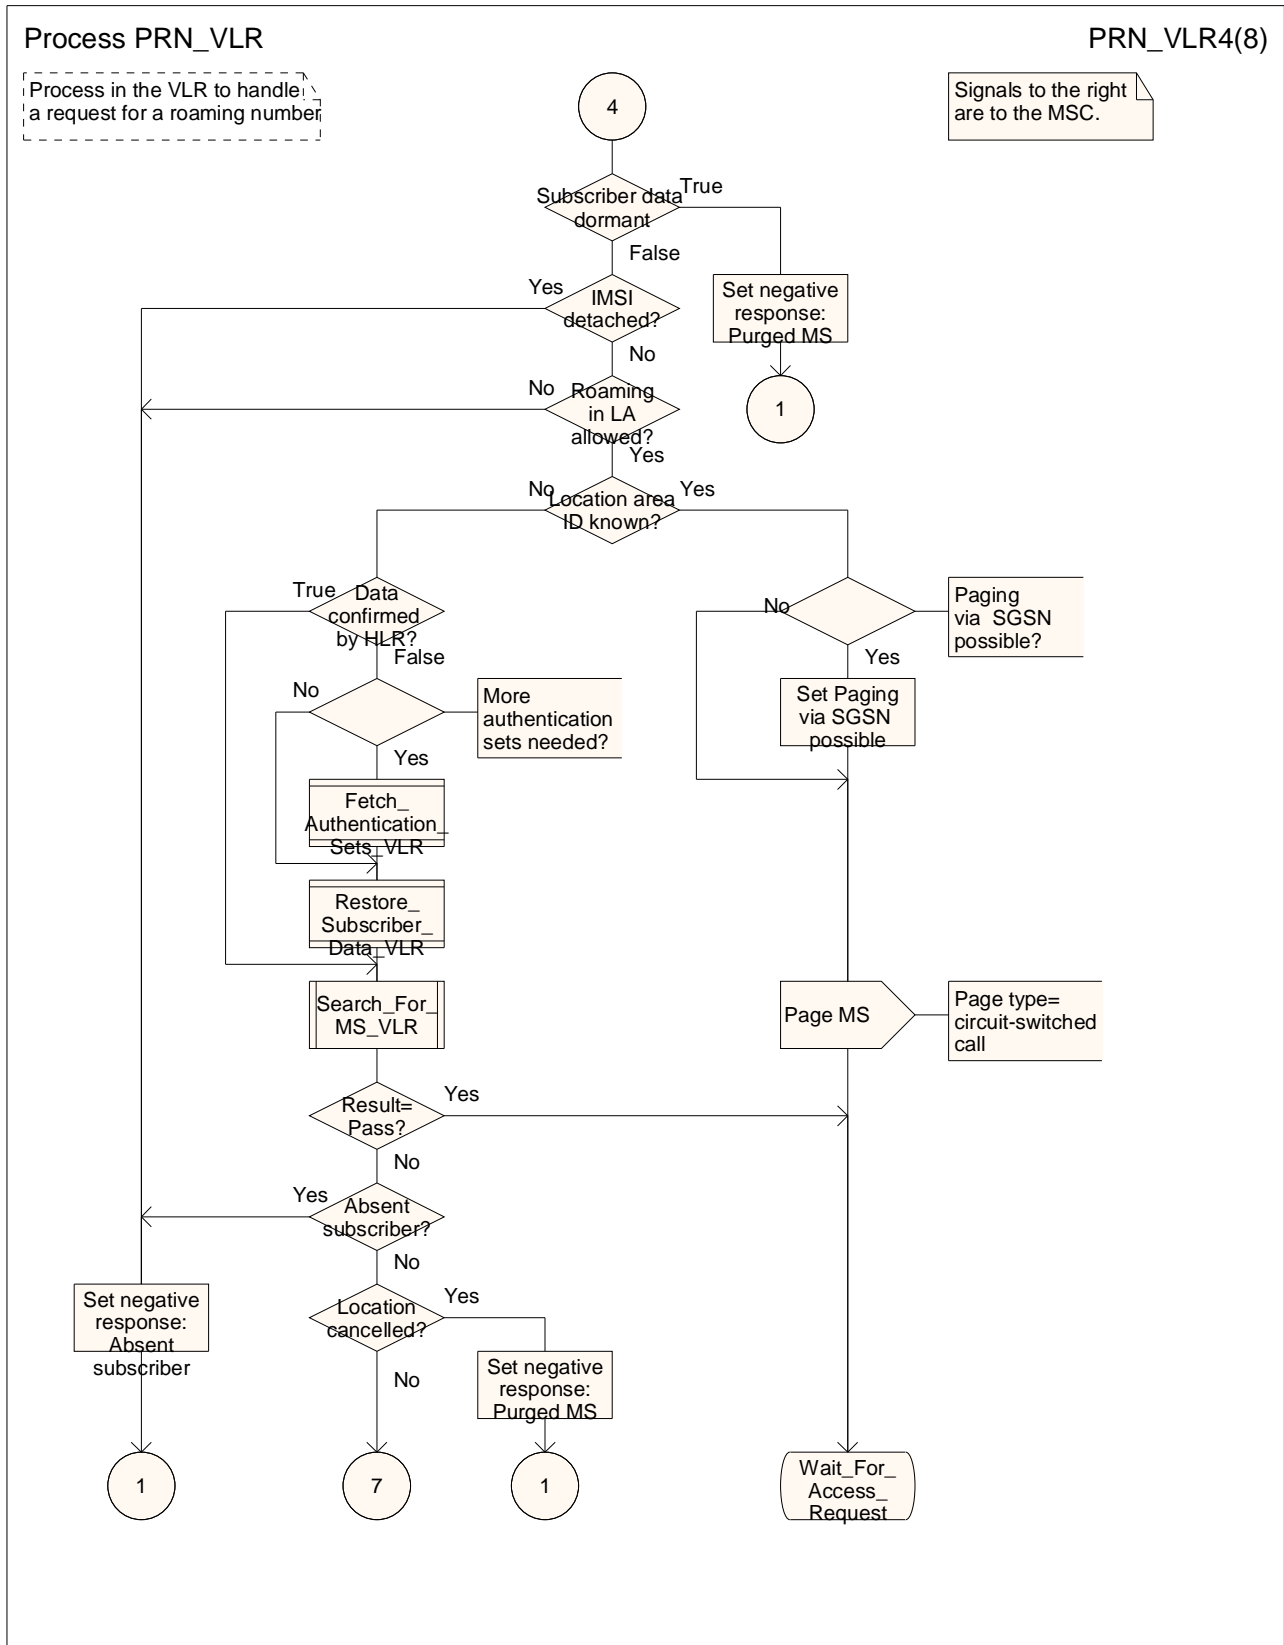 Process PRN_VLR
PRN_VLR4(8)
Process in the VLR to handle
a request for a roaming number
4
Signals to the right
are to the MSC.
Subscriber data
dormant
True
False
Yes
IMSI
detached?
Set negative
response:
Purged MS
No
No
Roaming
in LA
allowed?
1
Yes
No
Location area
ID known?
Yes
True
Data
confirmed
by HLR?
No
Paging
via SGSN
possible?
False
Yes
No
More
authentication
sets needed?
Set Paging
via SGSN
possible
Yes
Fetch_
Authentication_
Sets_VLR
Restore_
Subscriber_
Data_VLR
Search_For_
MS_VLR
Page MS
Page type=
circuit-switched
call
Result=
Pass?
Yes
No
Yes
Absent
subscriber?
No
Set negative
response:
Absent
subscriber
Location
cancelled?
Yes
No
Set negative
response:
Purged MS
1
7
1
Wait_For_
Access_
Request